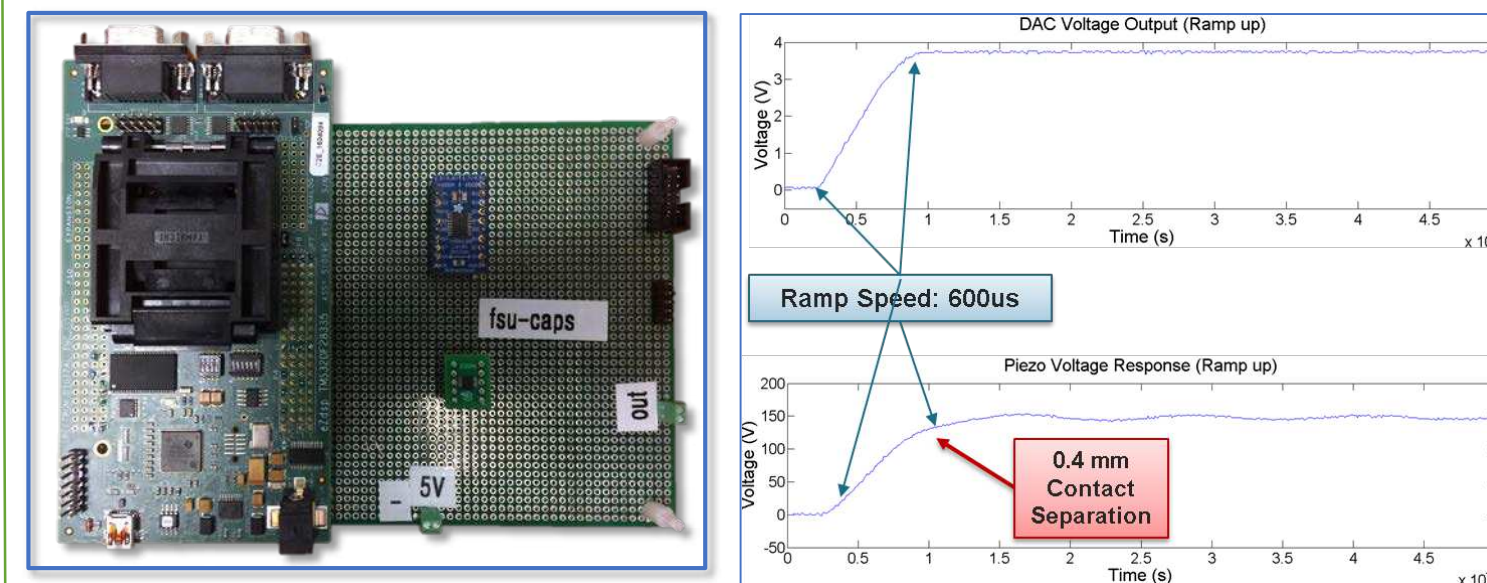 EXPANSION
fsu-caps
out
5V
-
DAC Voltage Output (Ramp up)
4
3
2
1
0
Voltage (V)
0 0.5 1 1.5 2 2.5 3 3.5 4 4.5
Time (s)
x 10
Ramp Speed: 600us
Piezo Voltage Response (Ramp up)
200
150
100
50
0
-50
Voltage (V)
0.4 mm
Contact
Separation
0 0.5 1 1.5 2 2.5 3 3.5 4 4.5
Time (s)
x 10